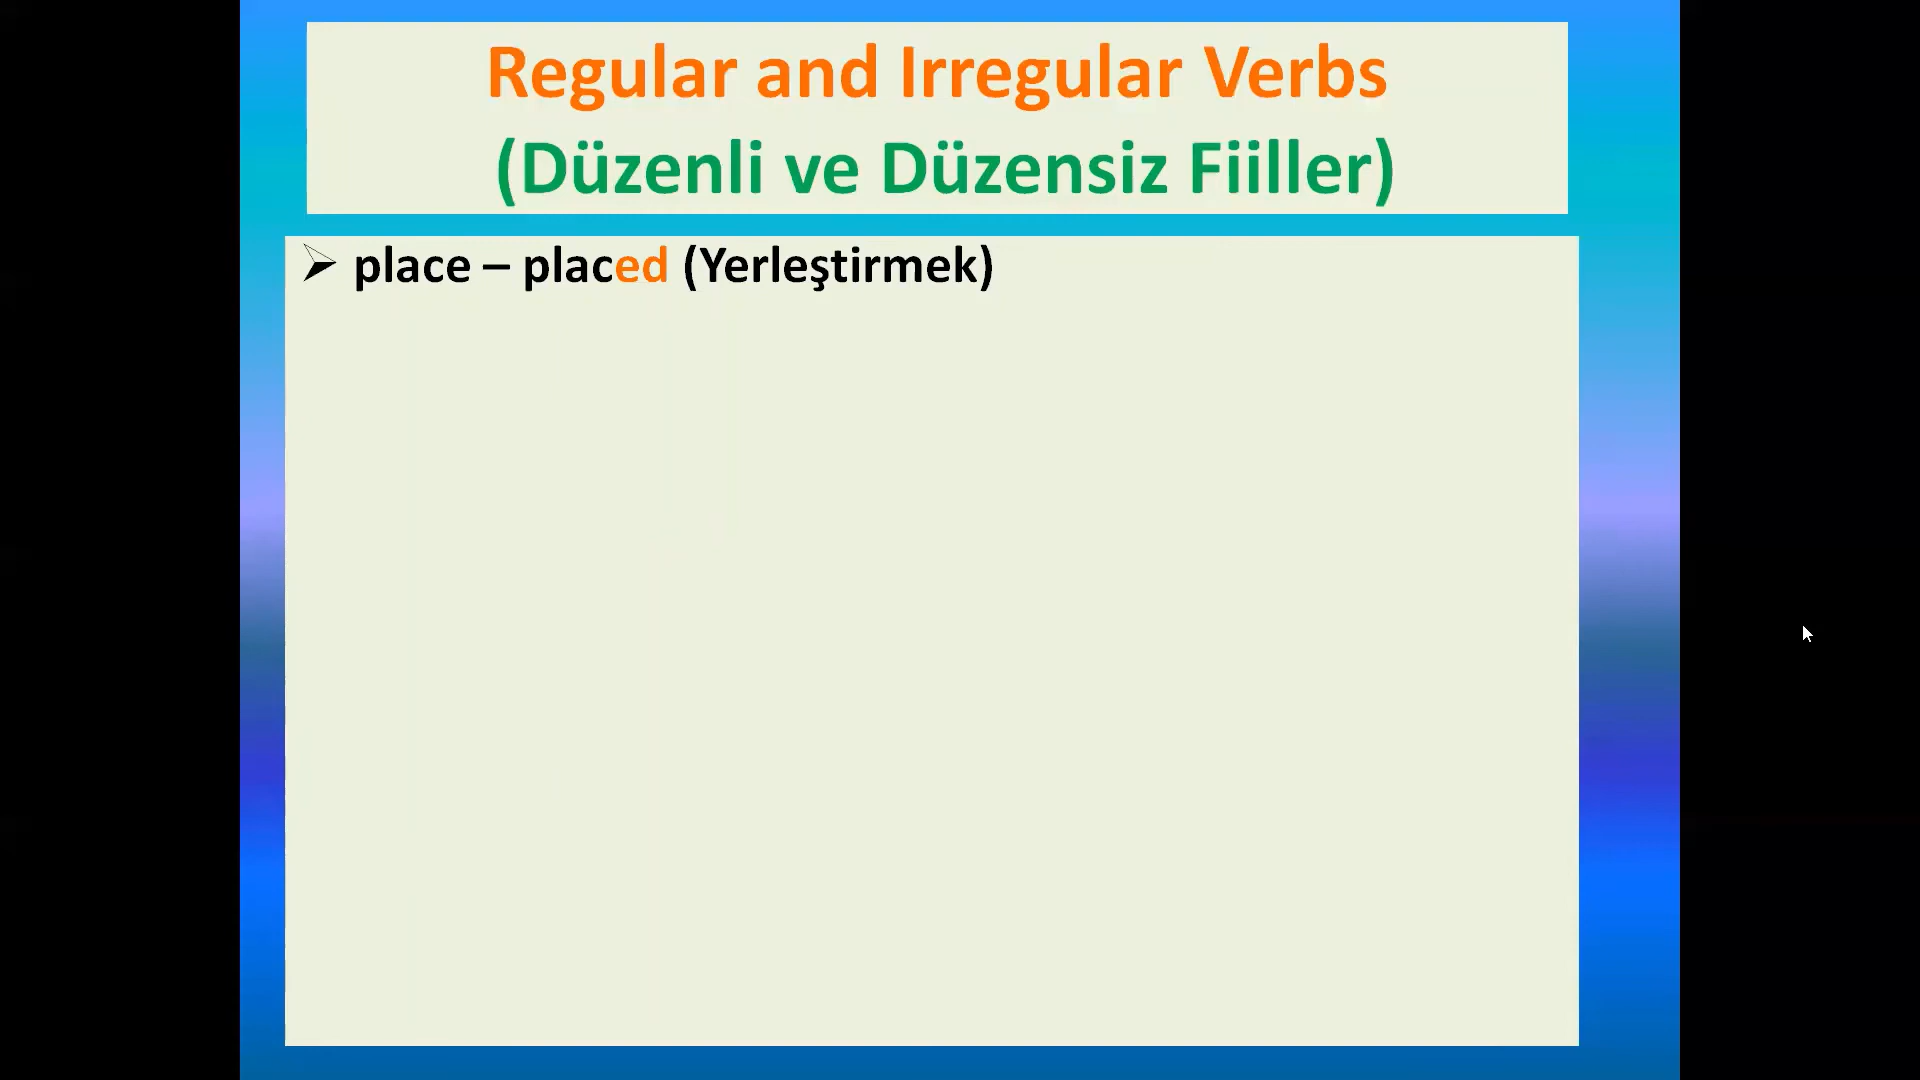 Regular and Irregular Verbs
(Düzenli ve Düzensiz Fiiller)
➢ place – placed (Yerleştirmek)